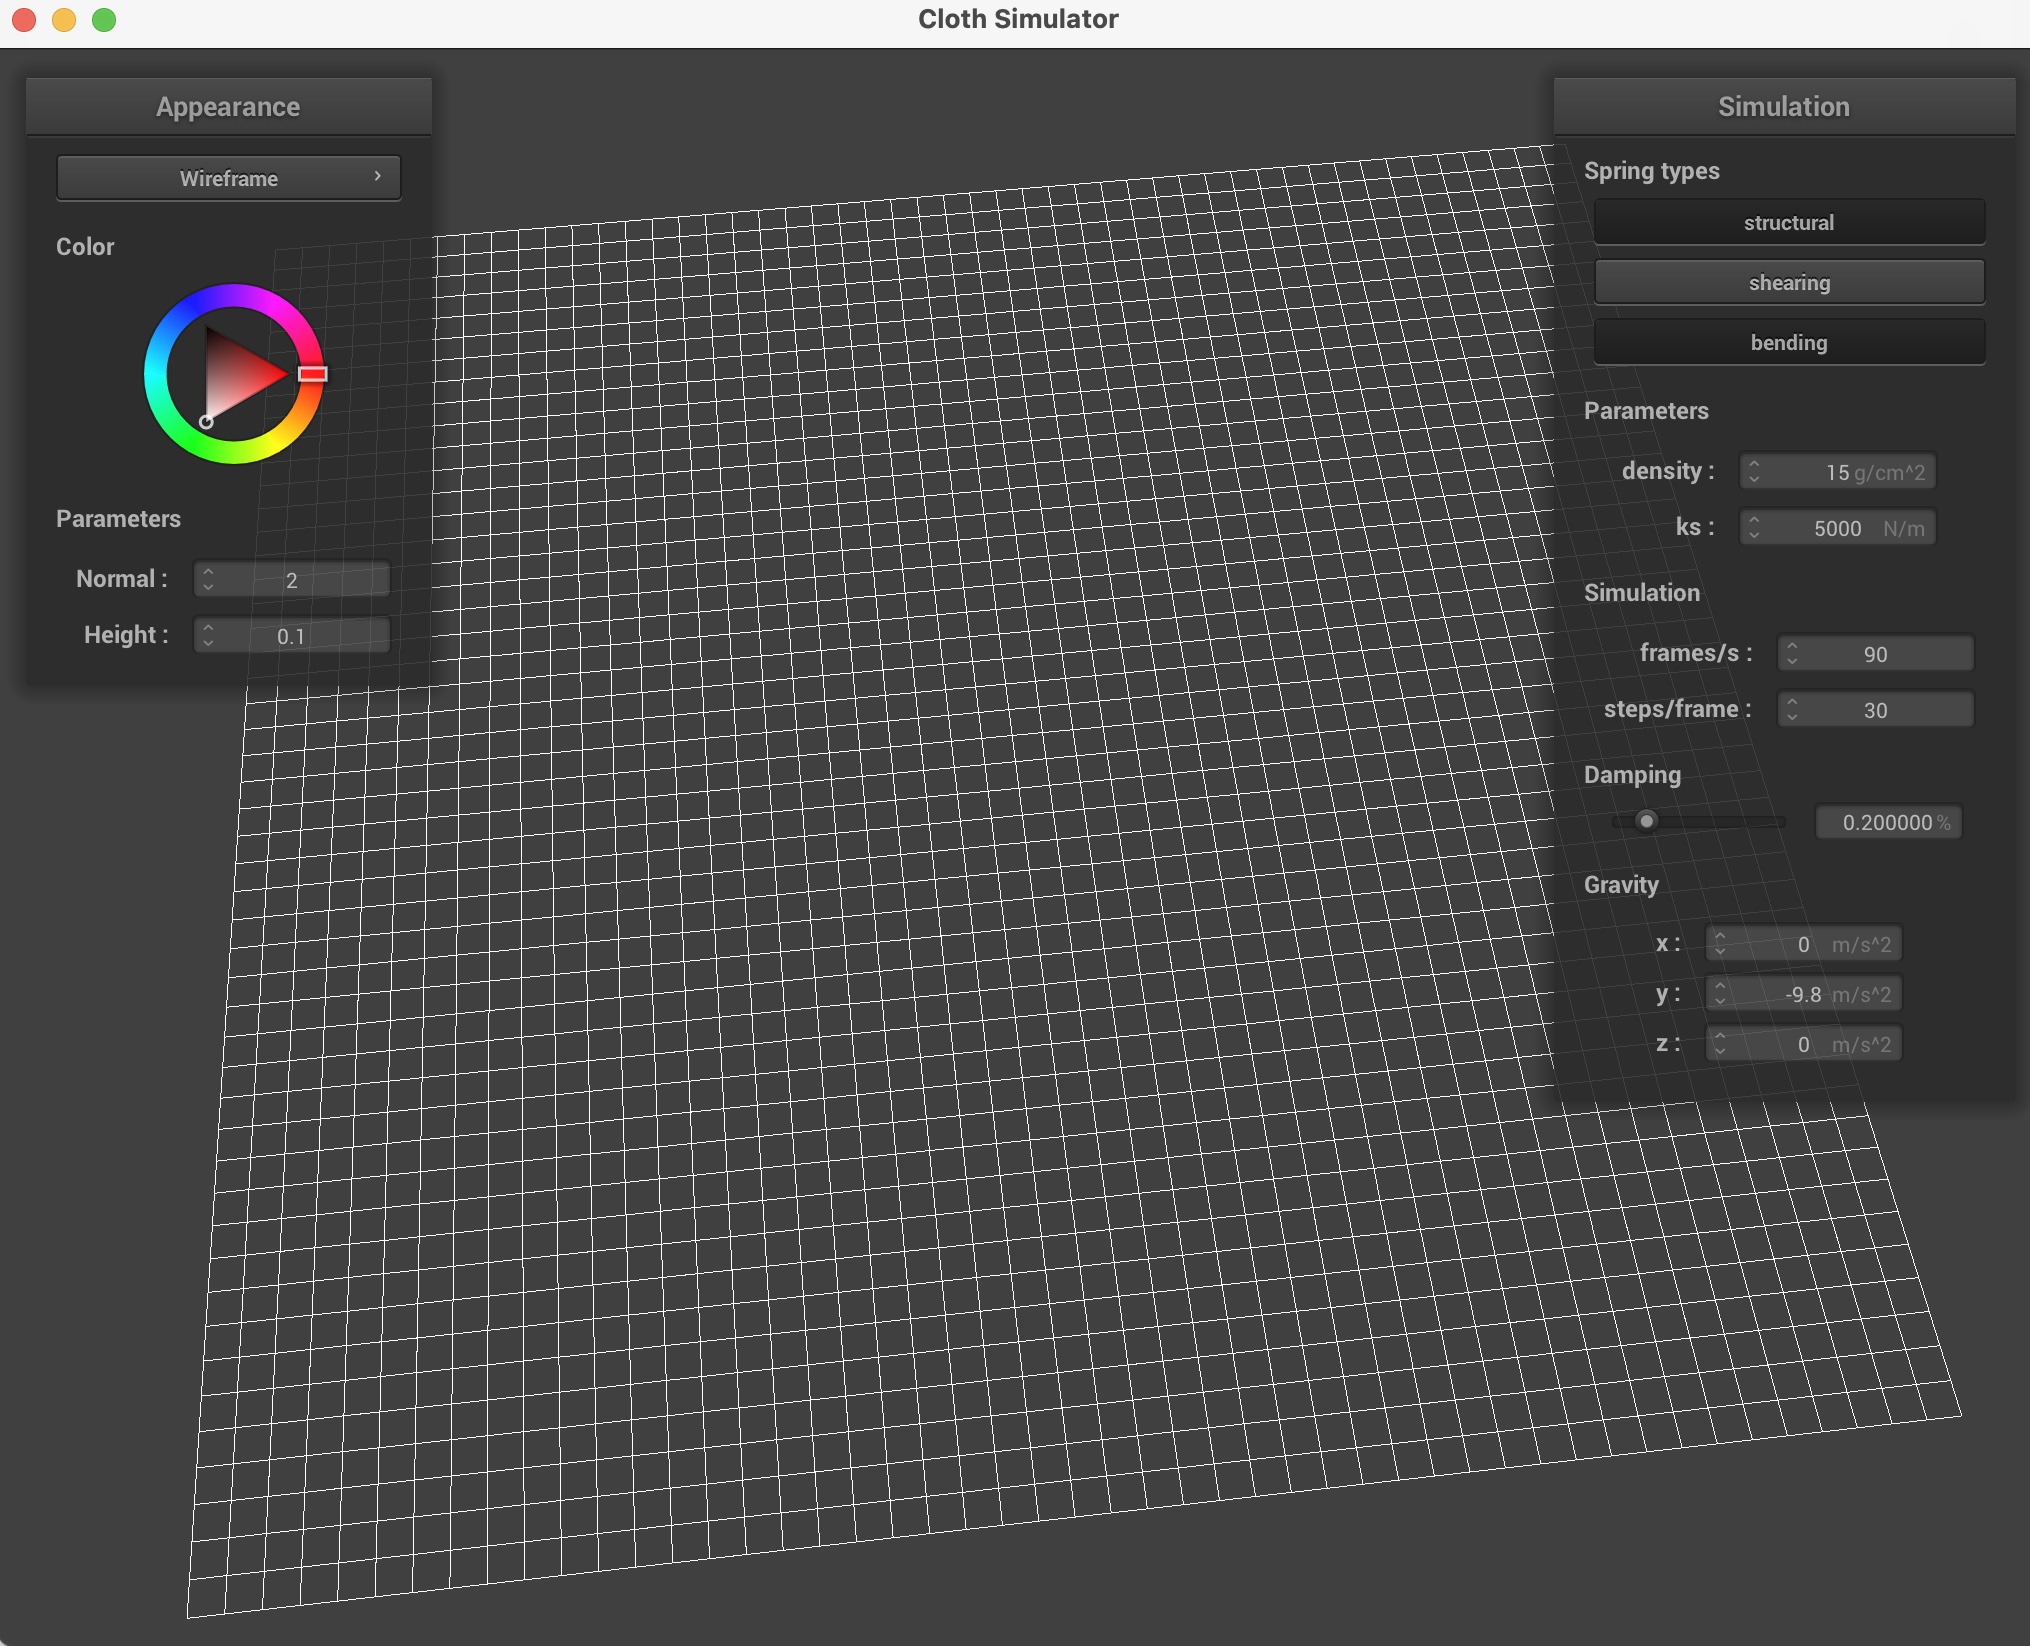 Cloth Simulator
Appearance
Wireframe
Color
Parameters
Normal : 2
Height : 0.1
Simulation
Spring types
structural
shearing
bending
Parameters
density : 15 g/cm^2
ks : 5000 N/m
Simulation
frames/s : 90
steps/frame : 30
Damping
0.200000 %
Gravity
x : 0 m/s^2
y : -9.8 m/s^2
z : 0 m/s^2